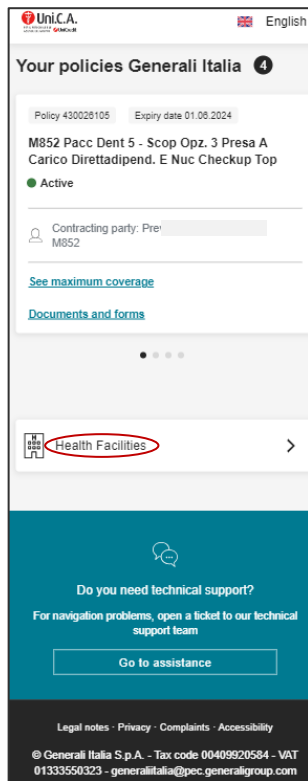 Uni.C.A.
UniCredit
English
Your policies Generali Italia 4
Policy 430026105 Expiry date 01.06.2024
M852 Pacc Dent 5 - Scop Opz. 3 Presa A
Carico Direttadipend. E Nuc Checkup Top
Active
Contracting party: Pre
M852
See maximum coverage
Documents and forms
Health Facilities
Do you need technical support?
For navigation problems, open a ticket to our technical
support team
Go to assistance
Legal notes · Privacy · Complaints · Accessibility
© Generali Italia S.p.A. - Tax code 00409920584 - VAT
01333550323 - generaliitalia@pec.generaligroup.com